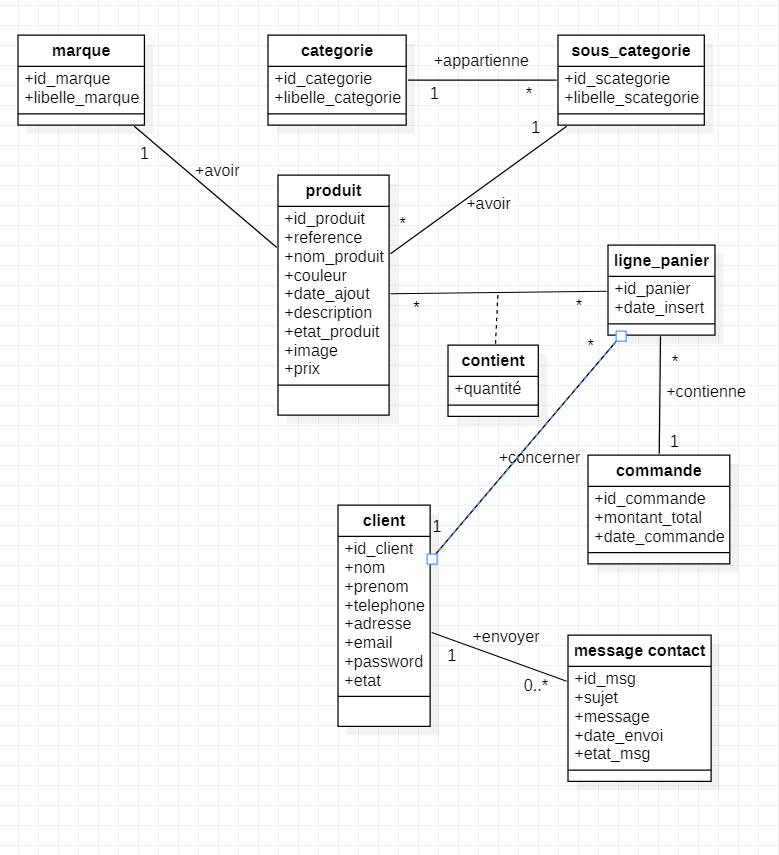 marque
+id_marque
+libelle_marque
categorie
+id_categorie
+libelle_categorie
+appartienne
1
*
sous_categorie
+id_scategorie
+libelle_scategorie
1
+avoir
1
+avoir
*
produit
+id_produit
+reference
+nom_produit
+couleur
+date_ajout
+description
+etat_produit
+image
+prix
*
*
ligne_panier
+id_panier
+date_insert
contient
+quantité
*
*
+contienne
1
+concerner
1
commande
+id_commande
+montant_total
+date_commande
client
+id_client
+nom
+prenom
+telephone
+adresse
+email
+password
+etat
+envoyer
1
0..*
message contact
+id_msg
+sujet
+message
+date_envoi
+etat_msg